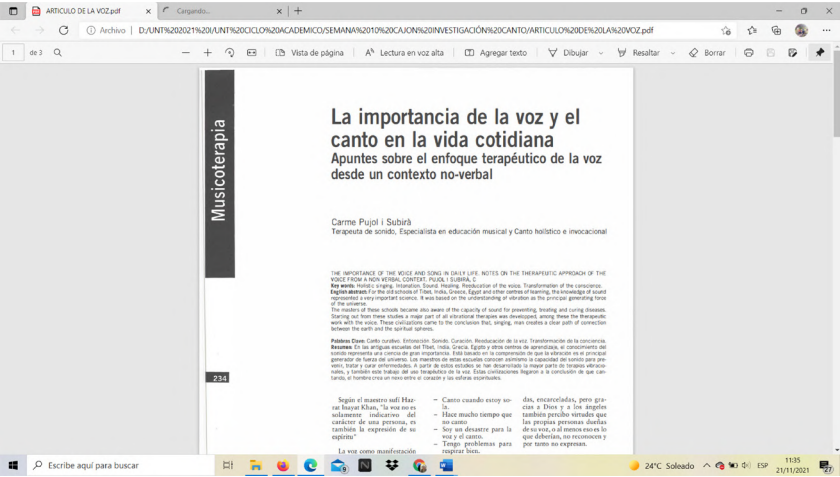 ARTICULO DE LA VOZ.pdf
Cargando...
Archivo
D:/UNT%202021%20I/UNT%20CICLO%20ACADEMICO/SEMANA%2010%20CAJON%20INVESTIGACIÓN%20CANTO/ARTICULO%20DE%20LA%20VOZ.pdf
1 de 3
Vista de página
Lectura en voz alta
Agregar texto
Dibujar
Resaltar
Borrar
Musicoterapia
La importancia de la voz y el
canto en la vida cotidiana
Apuntes sobre el enfoque terapéutico de la voz
desde un contexto no-verbal
Carme Pujol i Subirà
Terapeuta de sonido, Especialista en educación musical y Canto holístico e invocacional
THE IMPORTANCE OF THE VOICE AND SONG IN DAILY LIFE. NOTES ON THE THERAPEUTIC APPROACH OF THE
VOICE FROM A NON VERBAL CONTEXT. PUJOL I SUBIRÀ, C
Key words: Holistic singing. Intonation. Sound. Healing. Reeducation of the voice. Transformation of the conscience.
English abstract: For the old schools of Tibet, India, Greece, Egypt and other centres of learning, the knowledge of sound
represented a very important science. It was based on the understanding of vibration as the principal generating force
of the universe.
The masters of these schools became also aware of the capacity of sound for preventing, treating and curing diseases.
Starting out from these studies a major part of all vibrational therapies was developped, among these the therapeutic
work with the voice. These civilizations came to the conclusion that, singing, man creates a clear path of connection
between the earth and the spiritual spheres.
Palabras Clave: Canto curativo. Entonación. Sonido. Curación. Reeducación de la voz. Transformación de la conciencia.
Resumen: En las antiguas escuelas del Tibet, India, Grecia, Egipto y otros centros de aprendizaje, el conocimiento del
sonido representa una ciencia de gran importancia. Está basado en la comprensión de que la vibración es el principal
generador de fuerza del universo. Los maestros de estas escuelas conocen asimismo la capacidad del sonido para pre-
venir, tratar y curar enfermedades. A partir de estos estudios se han desarrollado la mayor parte de terapias vibracio-
nales, y también este trabajo del uso terapéutico de la voz. Estas civilizaciones llegaron a la conclusión de que can-
tando, el hombre crea un nexo entre el corazón y las esferas espirituales.
234
Según el maestro sufí Haz-
rat Inayat Khan, "la voz no es
solamente indicativo del
carácter de una persona, es
también la expresión de su
espíritu"
La voz como manifestación
– Canto cuando estoy so-
la.
– Hace mucho tiempo que
no canto
– Soy un desastre para la
voz y el canto.
– Tengo problemas para
respirar bien.
das, encarceladas, pero gra-
cias a Dios y a los ángeles
también percibo virtudes que
las propias personas dueñas
de su voz, o al menos eso es lo
que deberían, no reconocen y
por tanto no expresan.
Escribe aquí para buscar
24°C Soleado
ESP
11:35
21/11/2021